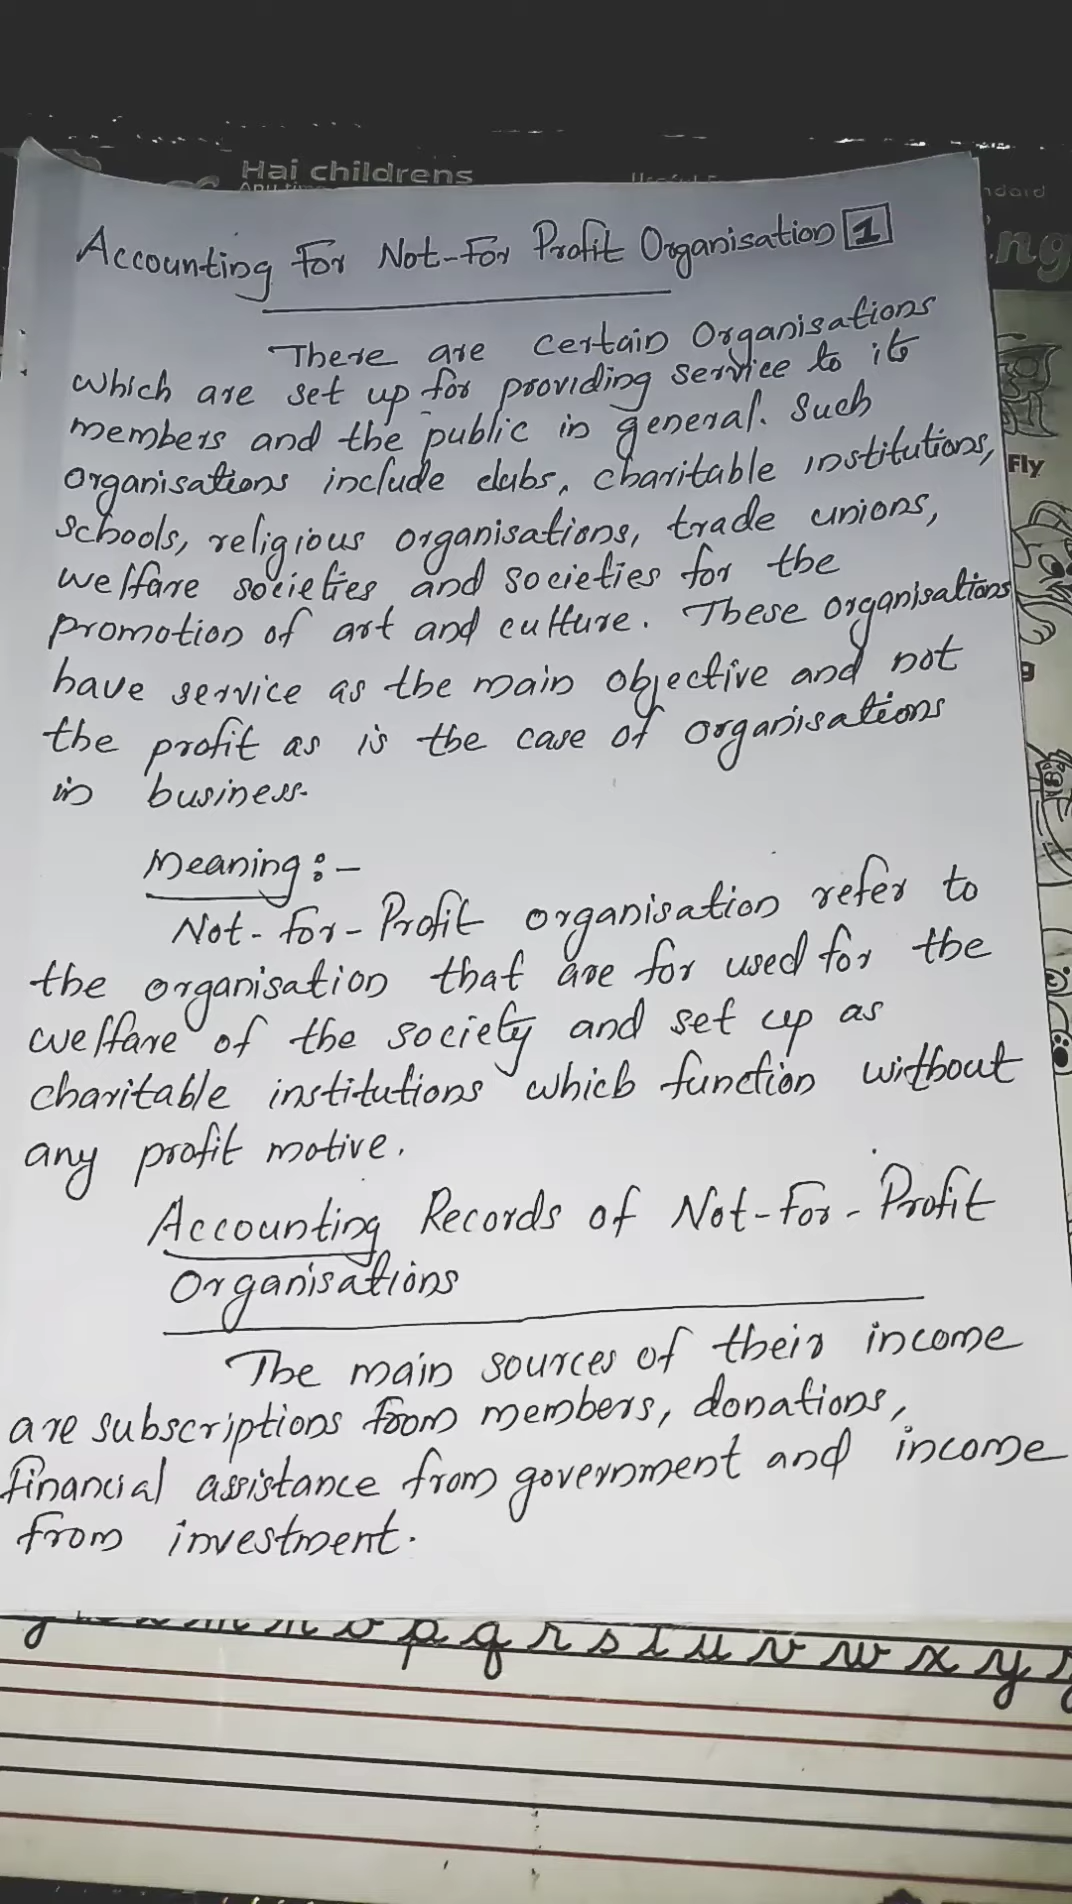 Hai childrens
Accounting For Not-For Profit Organisation 1
There are certain Organisations
which are set up for providing service to its
members and the public in general. Such
Organisations include clubs, charitable institutions,
schools, religious organisations, trade unions,
welfare societies and societies for the
promotion of art and culture. These organisations
have service as the main objective and not
the profit as is the case of organisations
in business.
Meaning :-
Not-for-Profit organisation refer to
the organisation that are for used for the
welfare of the society and set up as
charitable institutions which function without
any profit motive.
Accounting Records of Not-For-Profit
Organisations
The main sources of their income
are subscriptions from members, donations,
financial assistance from government and income
from investment.
Fly
o p q r s t u v w x y